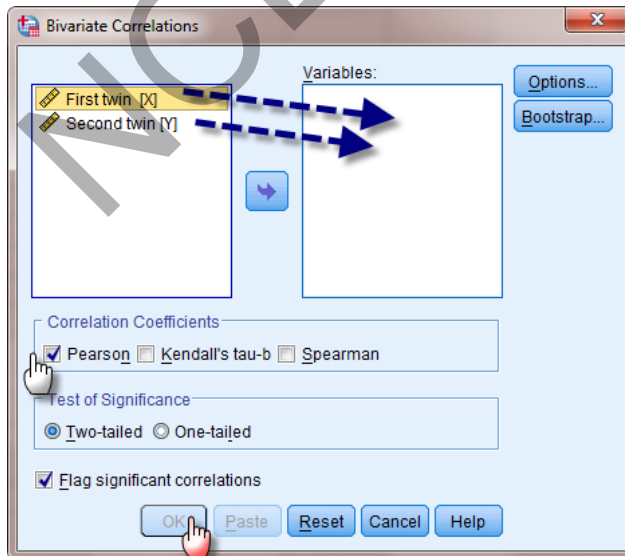 Bivariate Correlations
Variables:
First twin [X]
Second twin [Y]
Options...
Bootstrap...
Correlation Coefficients
Pearson Kendall's tau-b Spearman
Test of Significance
Two-tailed One-tailed
Flag significant correlations
OK Paste Reset Cancel Help